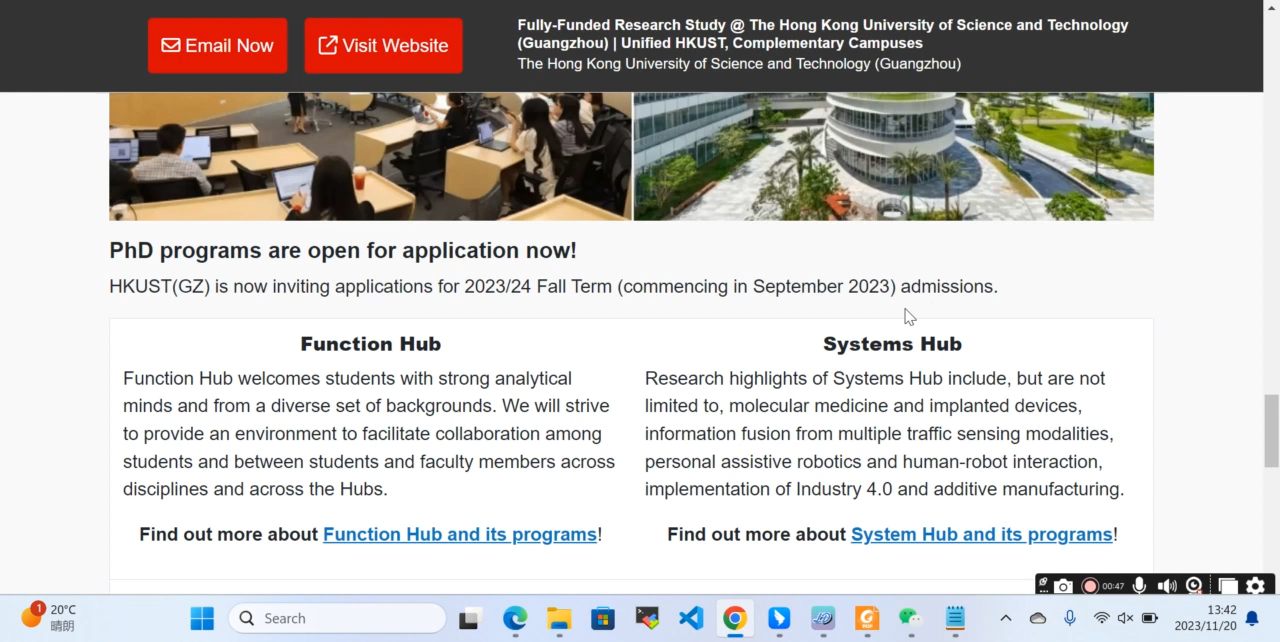 Email Now
Visit Website
Fully-Funded Research Study @ The Hong Kong University of Science and Technology
(Guangzhou) | Unified HKUST, Complementary Campuses
The Hong Kong University of Science and Technology (Guangzhou)
PhD programs are open for application now!
HKUST(GZ) is now inviting applications for 2023/24 Fall Term (commencing in September 2023) admissions.
Function Hub
Function Hub welcomes students with strong analytical
minds and from a diverse set of backgrounds. We will strive
to provide an environment to facilitate collaboration among
students and between students and faculty members across
disciplines and across the Hubs.
Find out more about Function Hub and its programs!
Systems Hub
Research highlights of Systems Hub include, but are not
limited to, molecular medicine and implanted devices,
information fusion from multiple traffic sensing modalities,
personal assistive robotics and human-robot interaction,
implementation of Industry 4.0 and additive manufacturing.
Find out more about System Hub and its programs!
00:47
1
20°C
晴朗
Search
13:42
2023/11/20